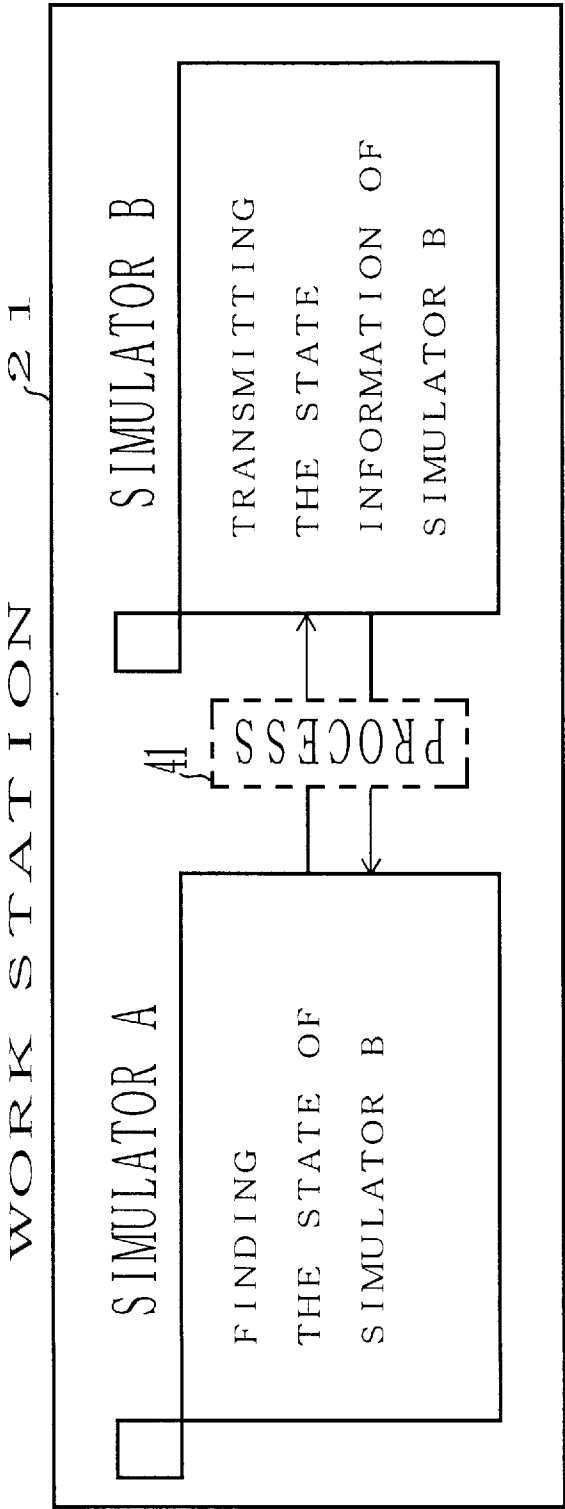 WORK STATION
21
SIMULATOR A
FINDING
THE STATE OF
SIMULATOR B
41
PROCESS
SIMULATOR B
TRANSMITTING
THE STATE
INFORMATION OF
SIMULATOR B